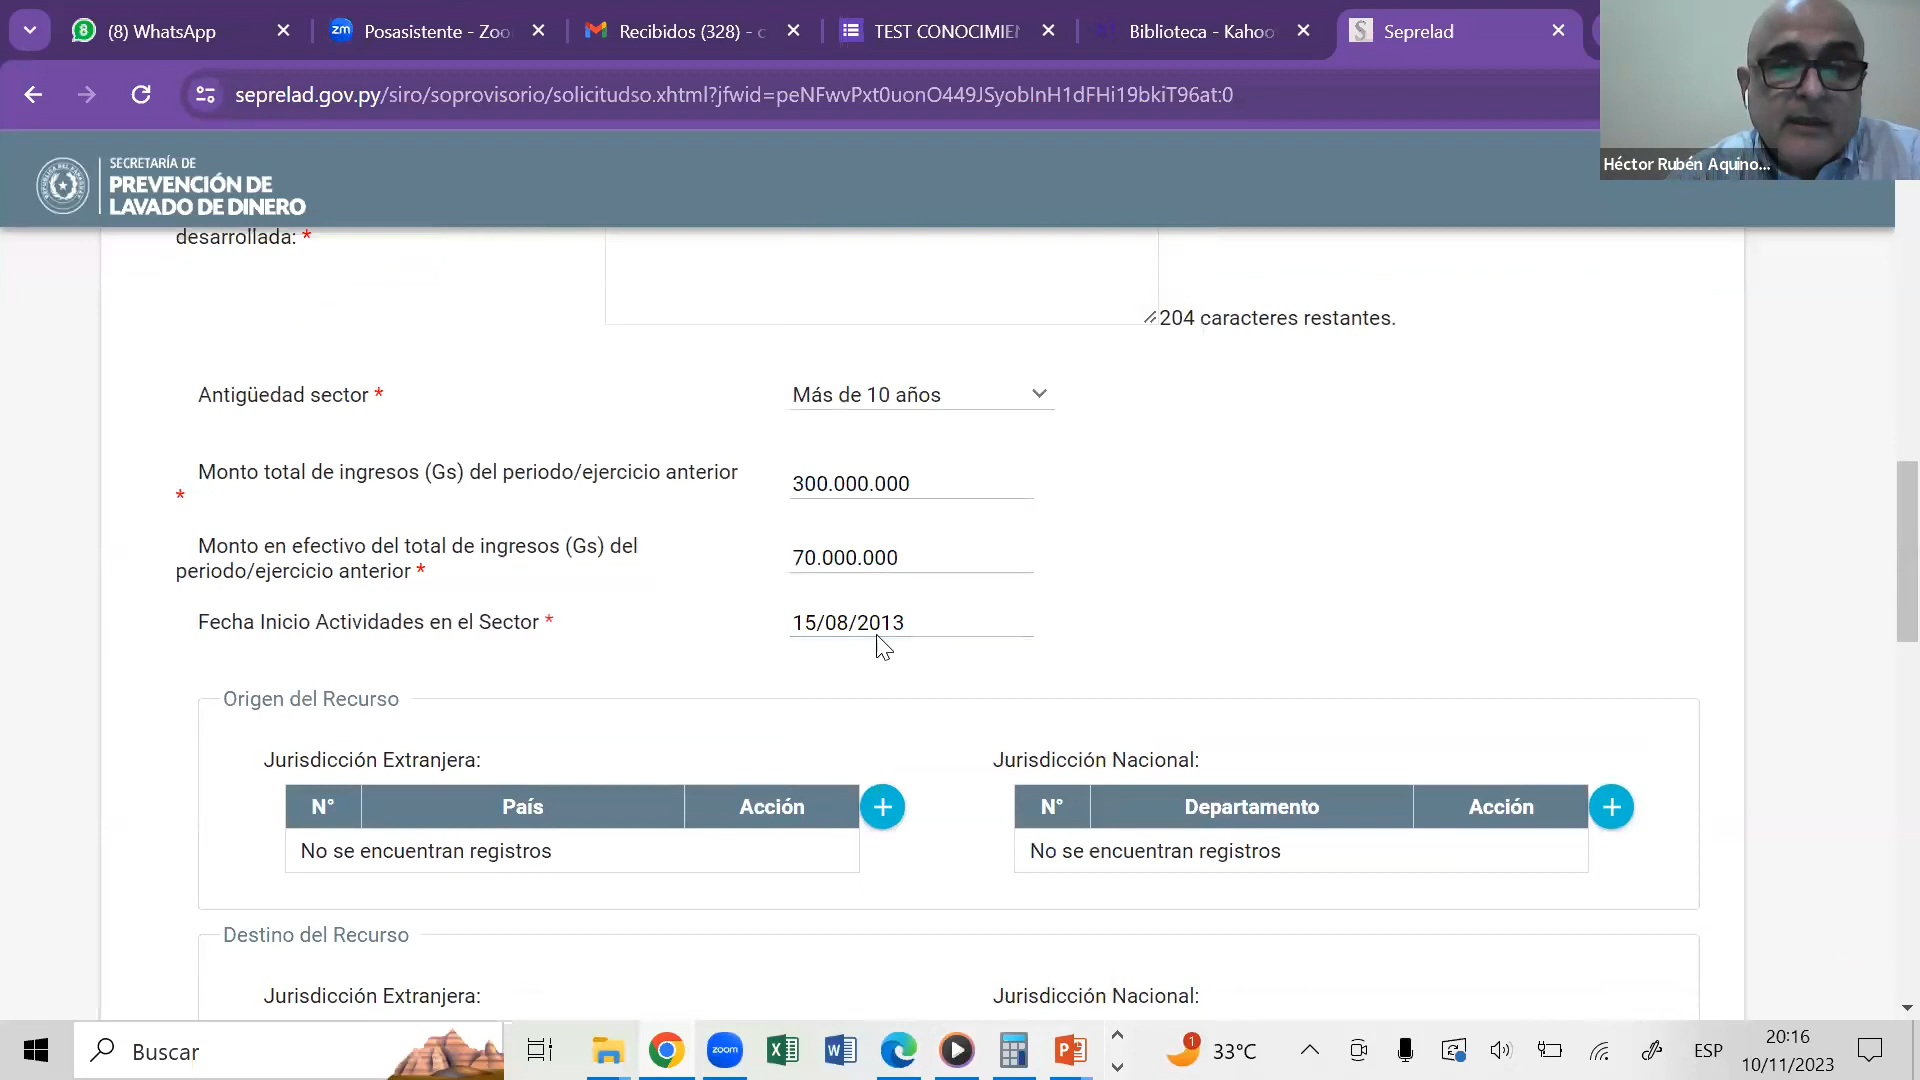 (8) WhatsApp
Posasistente - Zoo
Recibidos (328) - c
TEST CONOCIMIEN
Biblioteca - Kahoo
Seprelad
seprelad.gov.py/siro/soprovisorio/solicitudso.xhtml?jfwid=peNFwvPxt0uonO449JSyobInH1dFHi19bkiT96at:0
Héctor Rubén Aquino...
SECRETARÍA DE
PREVENCIÓN DE
LAVADO DE DINERO
desarrollada: *
204 caracteres restantes.
Antigüedad sector *
Más de 10 años
Monto total de ingresos (Gs) del periodo/ejercicio anterior
*
300.000.000
Monto en efectivo del total de ingresos (Gs) del
periodo/ejercicio anterior *
70.000.000
Fecha Inicio Actividades en el Sector *
15/08/2013
Origen del Recurso
Jurisdicción Extranjera:
N° País Acción
No se encuentran registros
Jurisdicción Nacional:
N° Departamento Acción
No se encuentran registros
Destino del Recurso
Jurisdicción Extranjera:
Jurisdicción Nacional:
Buscar
zoom
1
33°C
ESP
20:16
10/11/2023